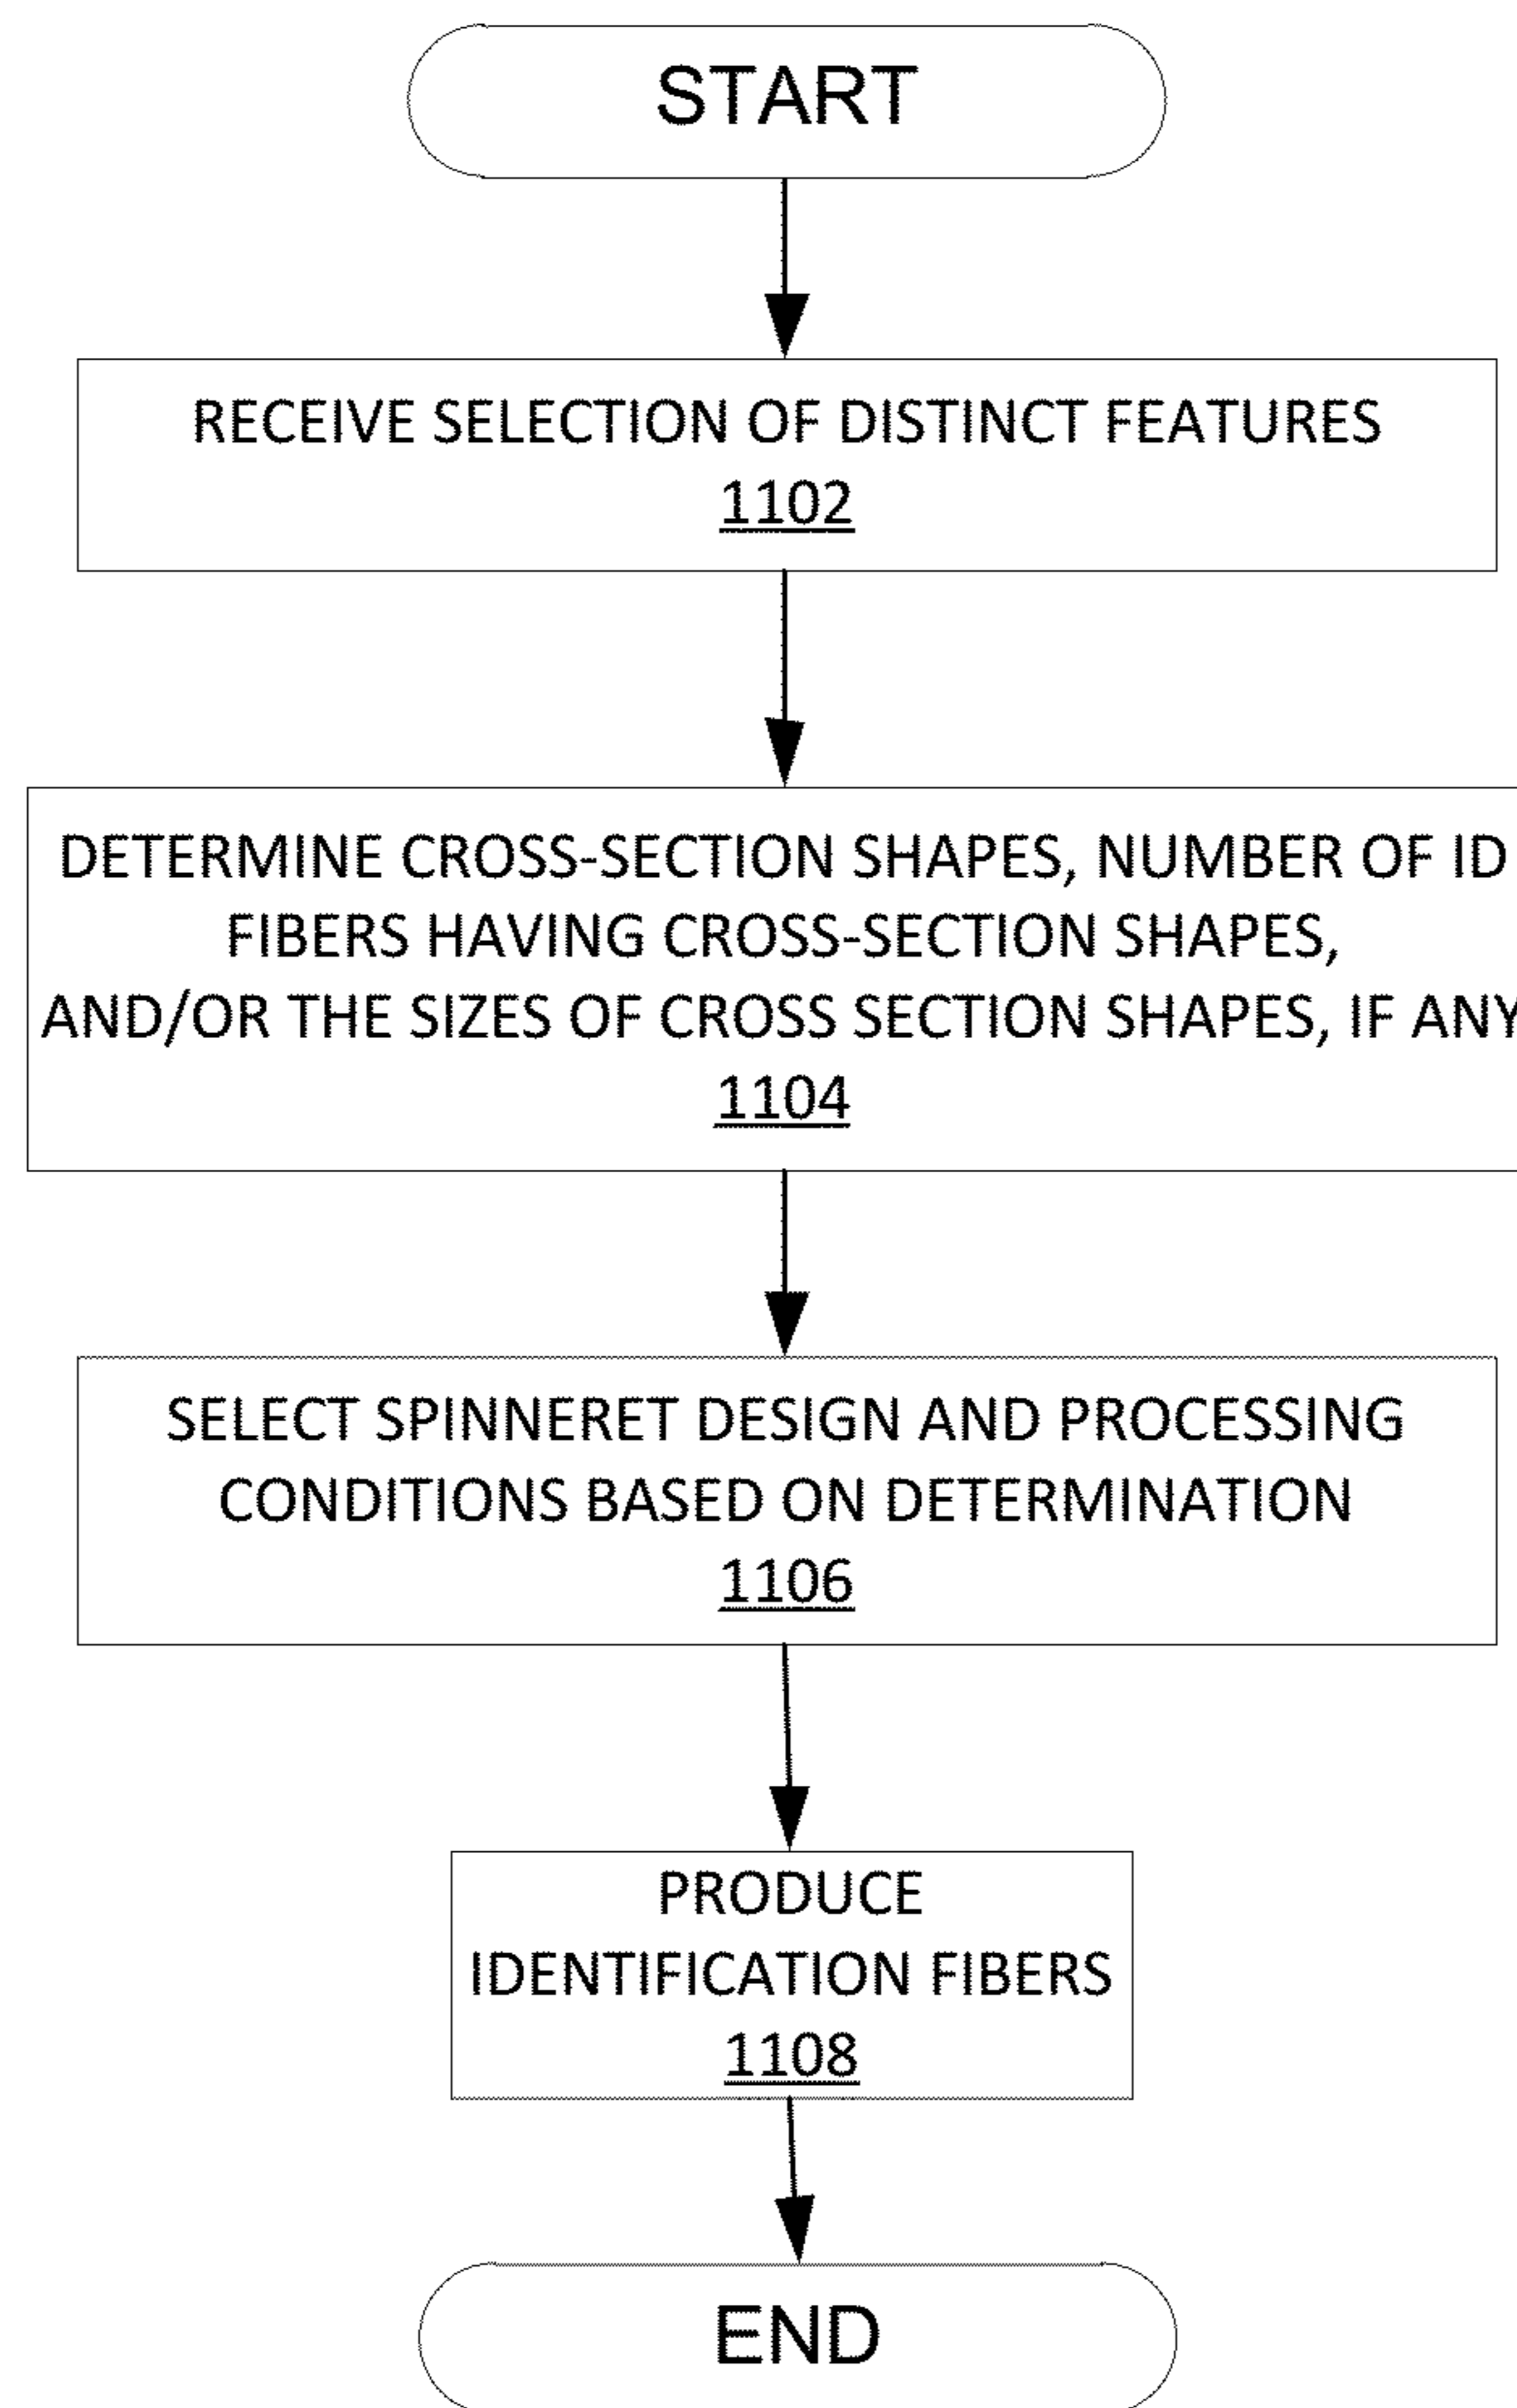 START
RECEIVE SELECTION OF DISTINCT FEATURES
1102
DETERMINE CROSS-SECTION SHAPES, NUMBER OF ID
FIBERS HAVING CROSS-SECTION SHAPES,
AND/OR THE SIZES OF CROSS SECTION SHAPES, IF ANY
1104
SELECT SPINNERET DESIGN AND PROCESSING
CONDITIONS BASED ON DETERMINATION
1106
PRODUCE
IDENTIFICATION FIBERS
1108
END